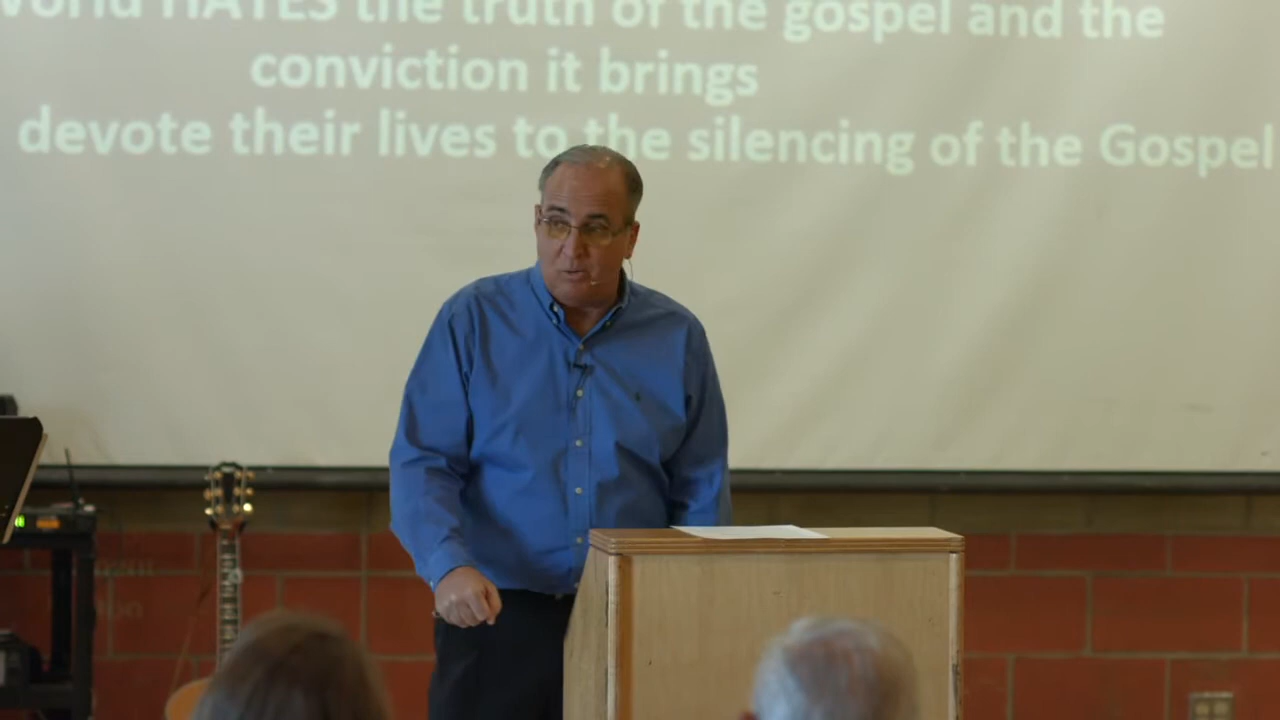 HATES the truth of the gospel and the
conviction it brings
devote their lives to the silencing of the Gospel